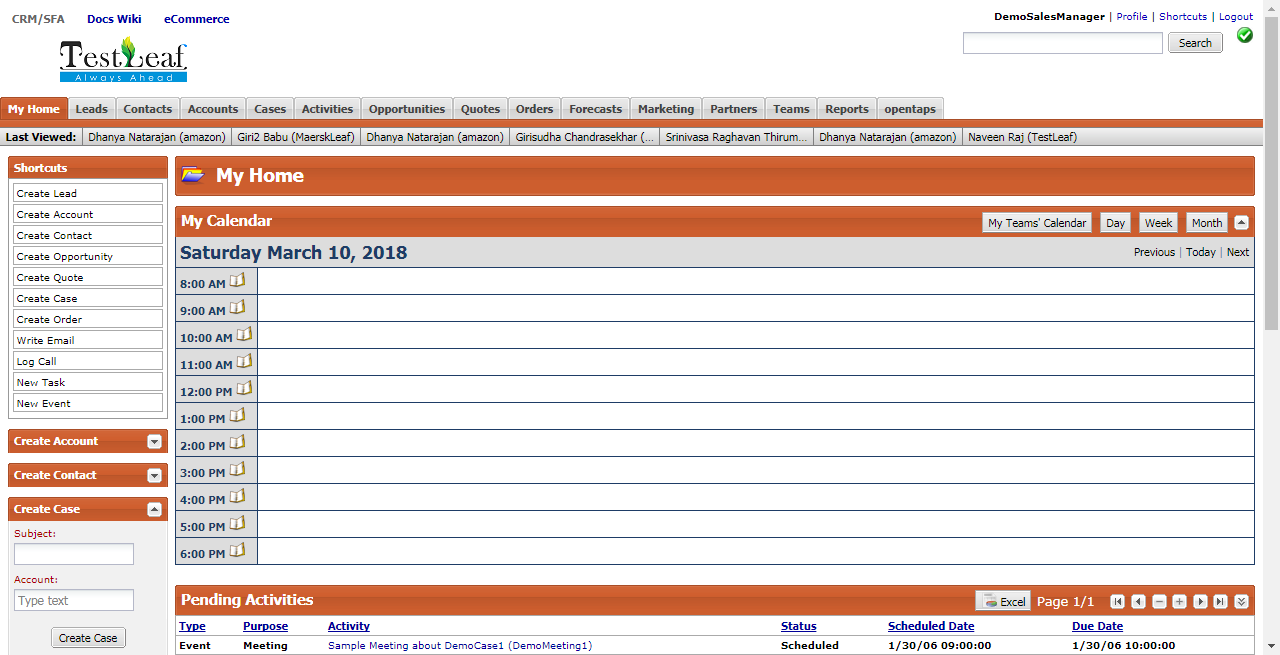 CRM/SFA Docs Wiki eCommerce
DemoSalesManager | Profile | Shortcuts | Logout
Search
TestLeaf
Always Ahead
My Home Leads Contacts Accounts Cases Activities Opportunities Quotes Orders Forecasts Marketing Partners Teams Reports opentaps
Last Viewed: Dhanya Natarajan (amazon) Giri2 Babu (MaerskLeaf) Dhanya Natarajan (amazon) Girisudha Chandrasekhar (... Srinivasa Raghavan Thirum... Dhanya Natarajan (amazon) Naveen Raj (TestLeaf)
Shortcuts
Create Lead
Create Account
Create Contact
Create Opportunity
Create Quote
Create Case
Create Order
Write Email
Log Call
New Task
New Event
Create Account
Create Contact
Create Case
Subject:
Account:
Type text
Create Case
My Home
My Calendar
My Teams' Calendar Day Week Month
Saturday March 10, 2018
Previous | Today | Next
8:00 AM
9:00 AM
10:00 AM
11:00 AM
12:00 PM
1:00 PM
2:00 PM
3:00 PM
4:00 PM
5:00 PM
6:00 PM
Pending Activities
Excel Page 1/1
Type Purpose Activity Status Scheduled Date Due Date
Event Meeting Sample Meeting about DemoCase1 (DemoMeeting1) Scheduled 1/30/06 09:00:00 1/30/06 10:00:00